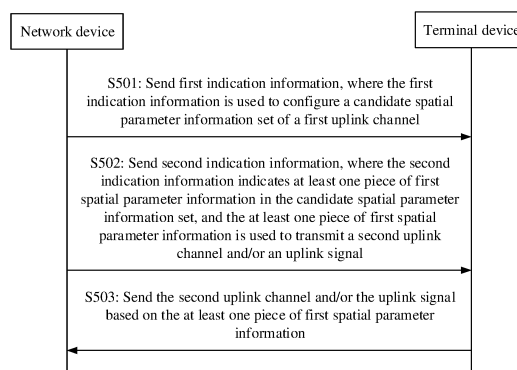 Network device
Terminal device
S501: Send first indication information, where the first
indication information is used to configure a candidate spatial
parameter information set of a first uplink channel
S502: Send second indication information, where the second
indication information indicates at least one piece of first
spatial parameter information in the candidate spatial parameter
information set, and the at least one piece of first spatial
parameter information is used to transmit a second uplink
channel and/or an uplink signal
S503: Send the second uplink channel and/or the uplink signal
based on the at least one piece of first spatial parameter
information